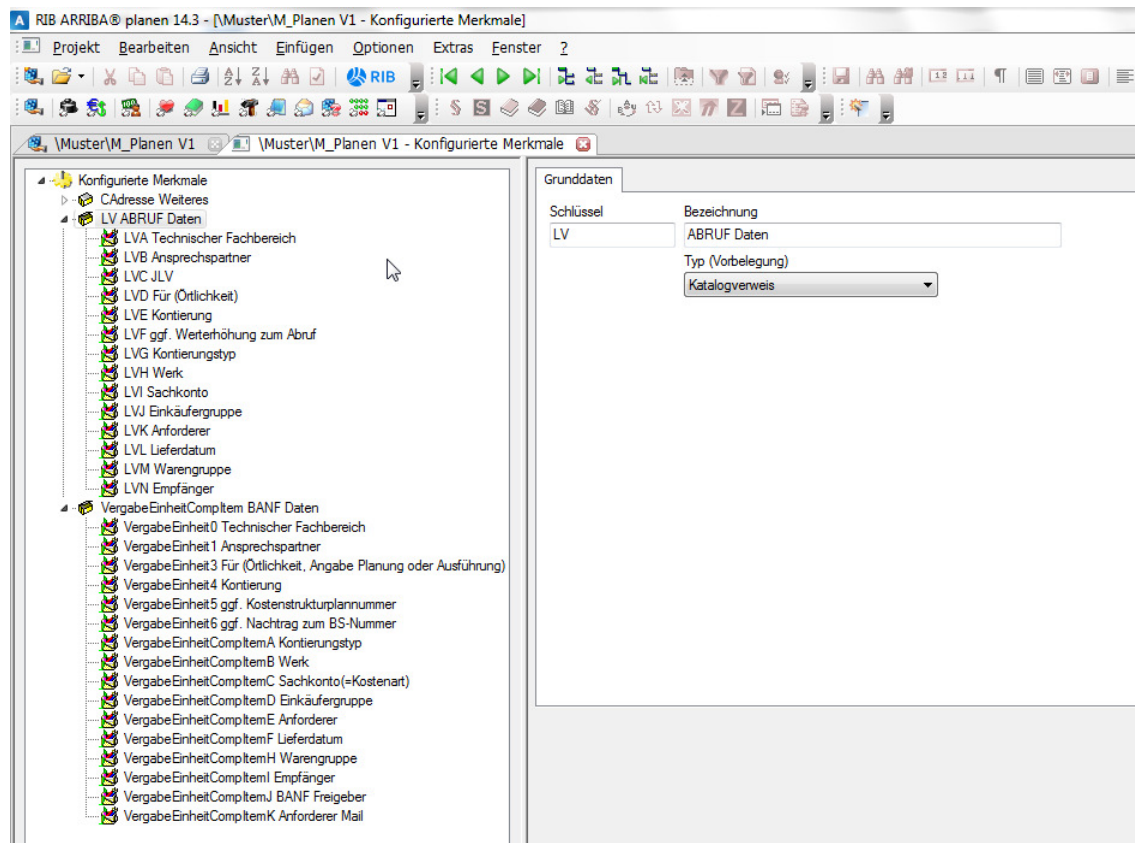 A RIB ARRIBA® planen 14.3 - [\Muster\M_Planen V1 - Konfigurierte Merkmale]
Projekt Bearbeiten Ansicht Einfügen Optionen Extras Fenster ?
RIB
\Muster\M_Planen V1 \Muster\M_Planen V1 - Konfigurierte Merkmale
Konfigurierte Merkmale
CAdresse Weiteres
LV ABRUF Daten
LVA Technischer Fachbereich
LVB Ansprechspartner
LVC JLV
LVD Für (Örtlichkeit)
LVE Kontierung
LVF ggf. Werterhöhung zum Abruf
LVG Kontierungstyp
LVH Werk
LVI Sachkonto
LVJ Einkäufergruppe
LVK Anforderer
LVL Lieferdatum
LVM Warengruppe
LVN Empfänger
VergabeEinheitCompItem BANF Daten
VergabeEinheit0 Technischer Fachbereich
VergabeEinheit1 Ansprechspartner
VergabeEinheit3 Für (Örtlichkeit, Angabe Planung oder Ausführung)
VergabeEinheit4 Kontierung
VergabeEinheit5 ggf. Kostenstrukturplannummer
VergabeEinheit6 ggf. Nachtrag zum BS-Nummer
VergabeEinheitCompItemA Kontierungstyp
VergabeEinheitCompItemB Werk
VergabeEinheitCompItemC Sachkonto(=Kostenart)
VergabeEinheitCompItemD Einkäufergruppe
VergabeEinheitCompItemE Anforderer
VergabeEinheitCompItemF Lieferdatum
VergabeEinheitCompItemH Warengruppe
VergabeEinheitCompItemI Empfänger
VergabeEinheitCompItemJ BANF Freigeber
VergabeEinheitCompItemK Anforderer Mail
Grunddaten
Schlüssel Bezeichnung
LV ABRUF Daten
Typ (Vorbelegung)
Katalogverweis